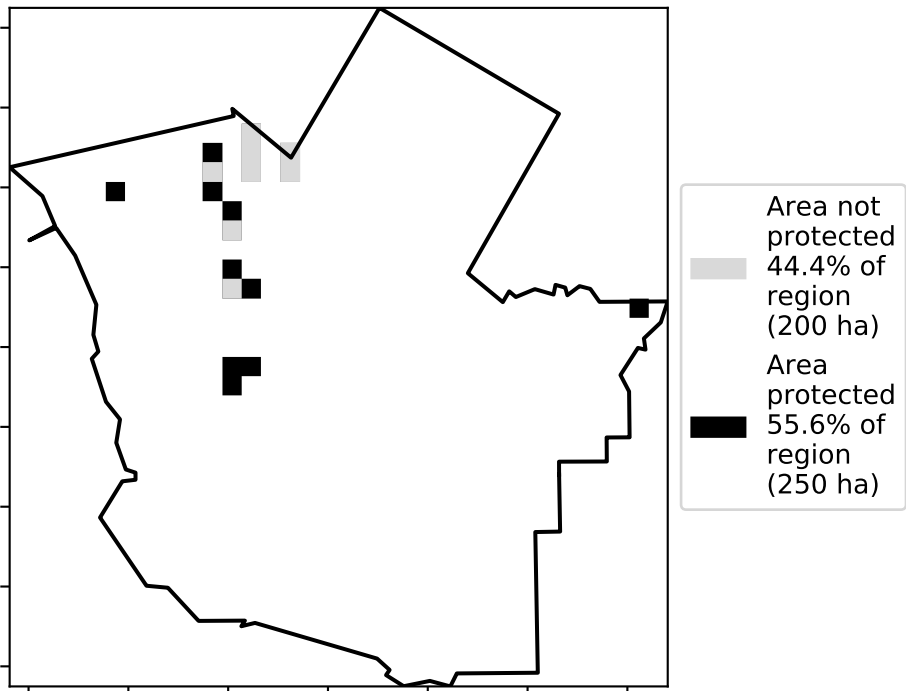 Area not
protected
44.4% of
region
(200 ha)
Area
protected
55.6% of
region
(250 ha)